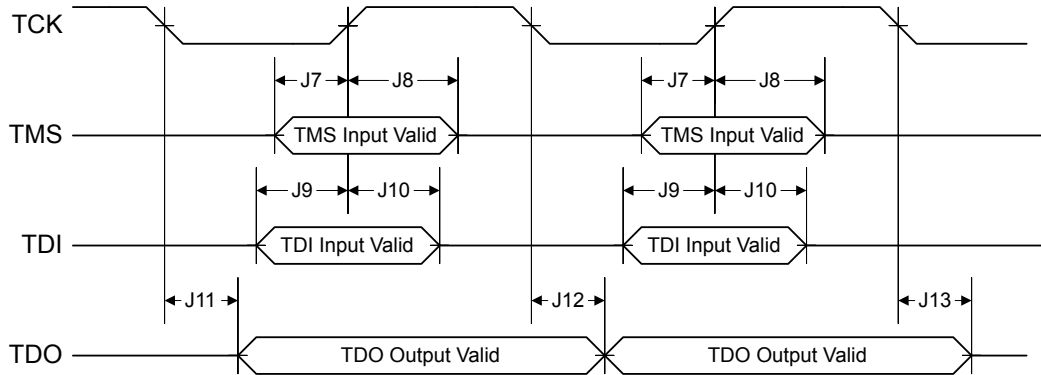 TCK
J7 J8 J7 J8
TMS TMS Input Valid TMS Input Valid
J9 J10 J9 J10
TDI TDI Input Valid TDI Input Valid
J11 J12 J13
TDO TDO Output Valid TDO Output Valid